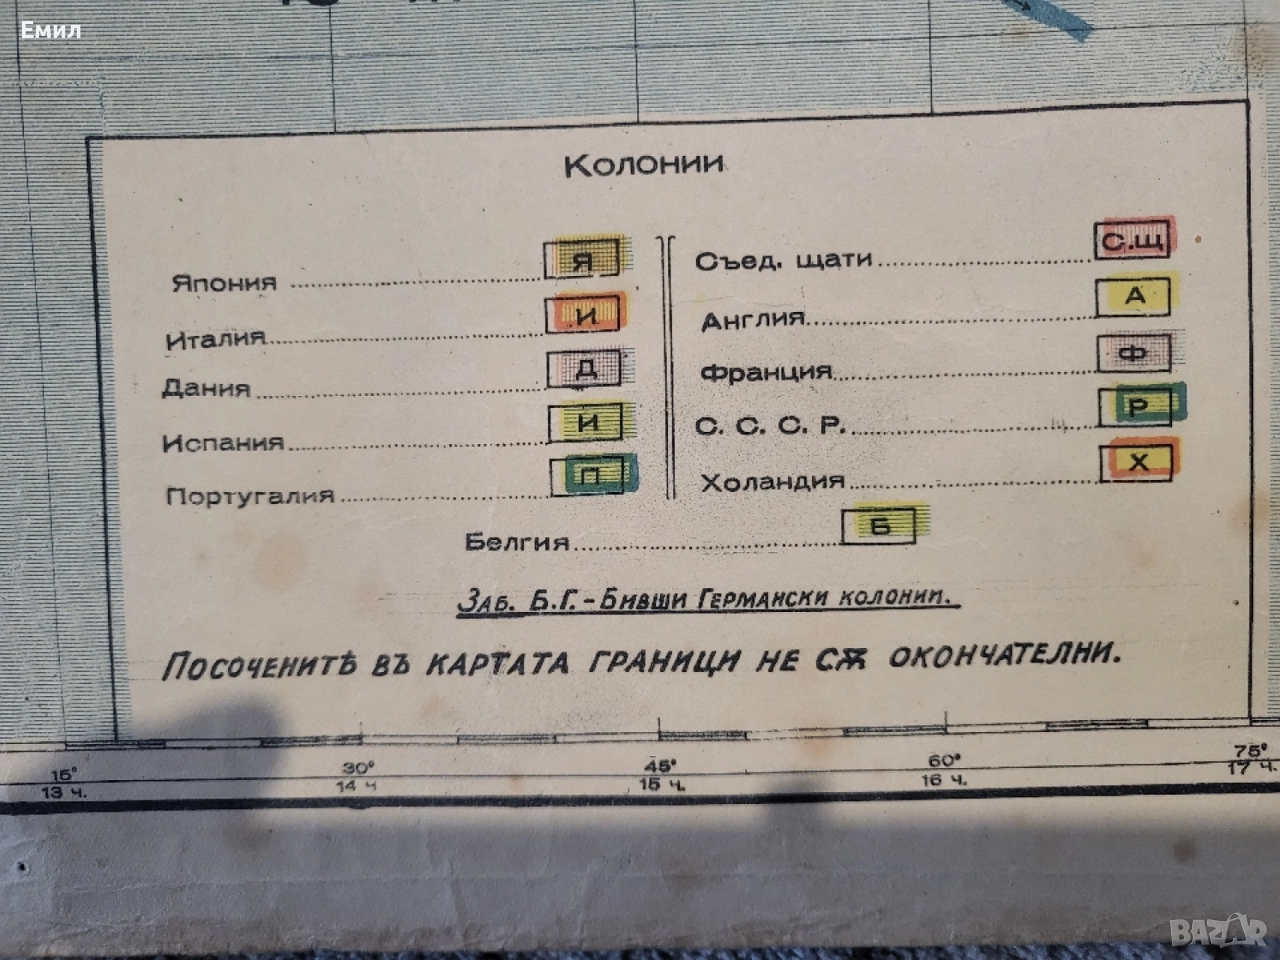 Емил
Колонии
Япония
Я
Италия
И
Дания
Д
Испания
И
Португалия
П
Съед. щати
С.Щ
Англия
А
Франция
Ф
С. С. С. Р.
Р
Холандия
Х
Белгия
Б
Заб. Б.Г.-Бивши Германски колонии.
Посоченитѣ въ картата граници не сѫ окончателни.
15° 30° 45° 60° 75°
13 ч. 14 ч 15 ч. 16 ч. 17 ч.
BAZAR